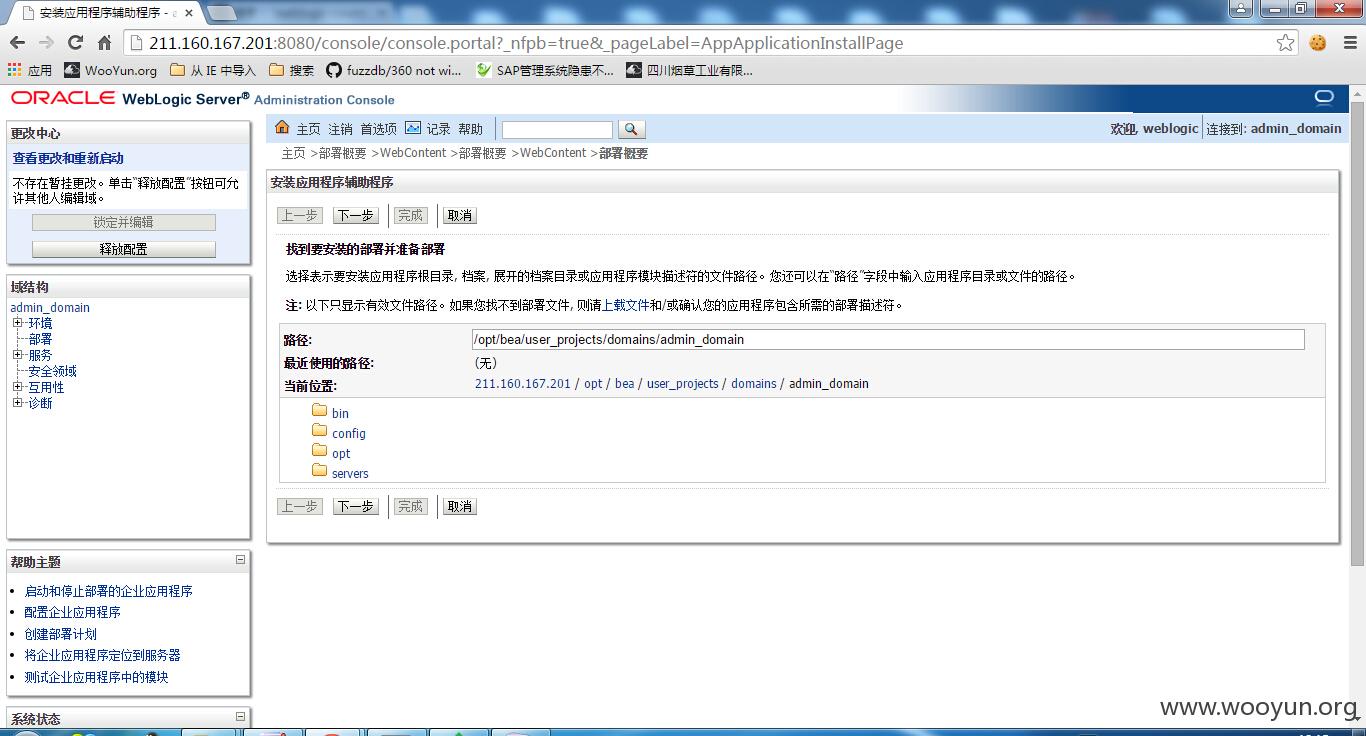 安装应用程序辅助程序 -
211.160.167.201:8080/console/console.portal?_nfpb=true&_pageLabel=AppApplicationInstallPage
应用 WooYun.org 从 IE 中导入 搜索 fuzzdb/360 not wi... SAP管理系统隐患不... 四川烟草工业有限...
ORACLE WebLogic Server® Administration Console
更改中心
查看更改和重新启动
不存在暂挂更改。单击“释放配置”按钮可允
许其他人编辑域。
锁定并编辑
释放配置
域结构
admin_domain
环境
部署
服务
安全领域
互用性
诊断
帮助主题
启动和停止部署的企业应用程序
配置企业应用程序
创建部署计划
将企业应用程序定位到服务器
测试企业应用程序中的模块
系统状态
主页 注销 首选项 记录 帮助
欢迎, weblogic 连接到: admin_domain
主页 >部署概要 >WebContent >部署概要 >WebContent >部署概要
安装应用程序辅助程序
上一步 下一步 完成 取消
找到要安装的部署并准备部署
选择表示要安装应用程序根目录, 档案, 展开的档案目录或应用程序模块描述符的文件路径。您还可以在“路径”字段中输入应用程序目录或文件的路径。
注: 以下只显示有效文件路径。如果您找不到部署文件, 则请上载文件和/或确认您的应用程序包含所需的部署描述符。
路径: /opt/bea/user_projects/domains/admin_domain
最近使用的路径: (无)
当前位置: 211.160.167.201 / opt / bea / user_projects / domains / admin_domain
bin
config
opt
servers
上一步 下一步 完成 取消
www.wooyun.org